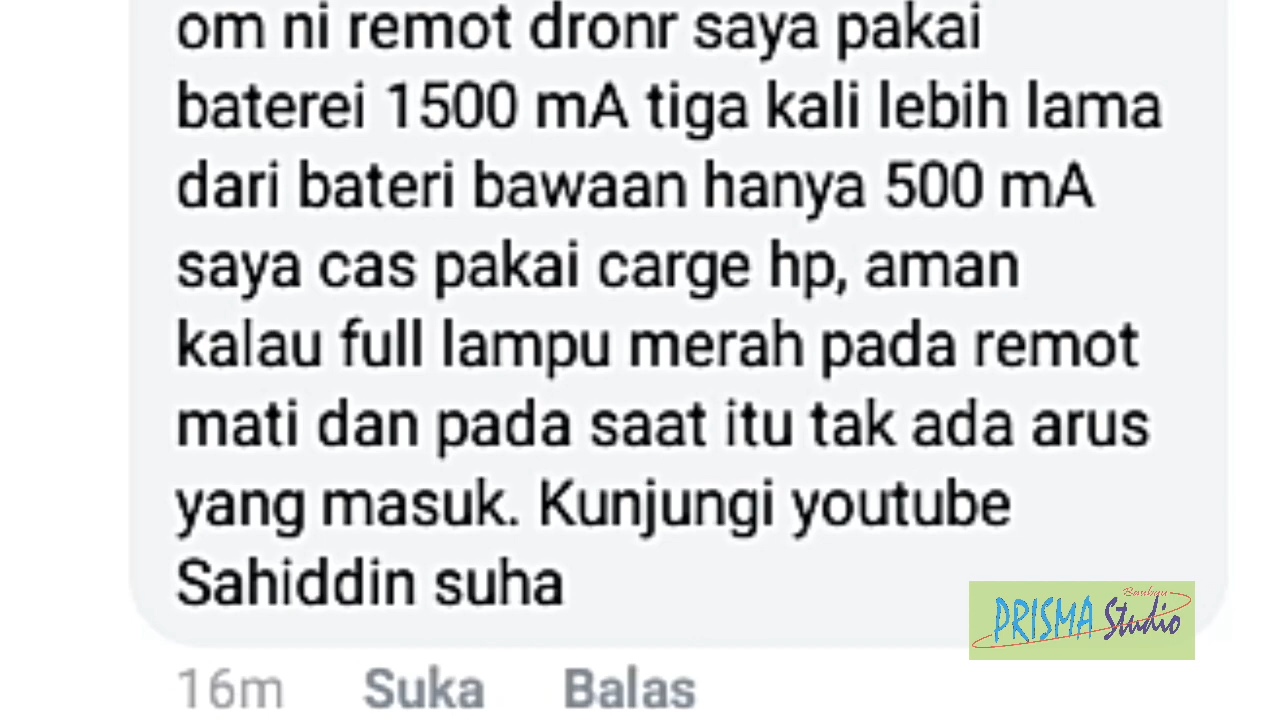 om ni remot dronr saya pakai
baterei 1500 mA tiga kali lebih lama
dari bateri bawaan hanya 500 mA
saya cas pakai carge hp, aman
kalau full lampu merah pada remot
mati dan pada saat itu tak ada arus
yang masuk. Kunjungi youtube
Sahiddin suha
Baubau
PRISMA Studio
16m Suka Balas